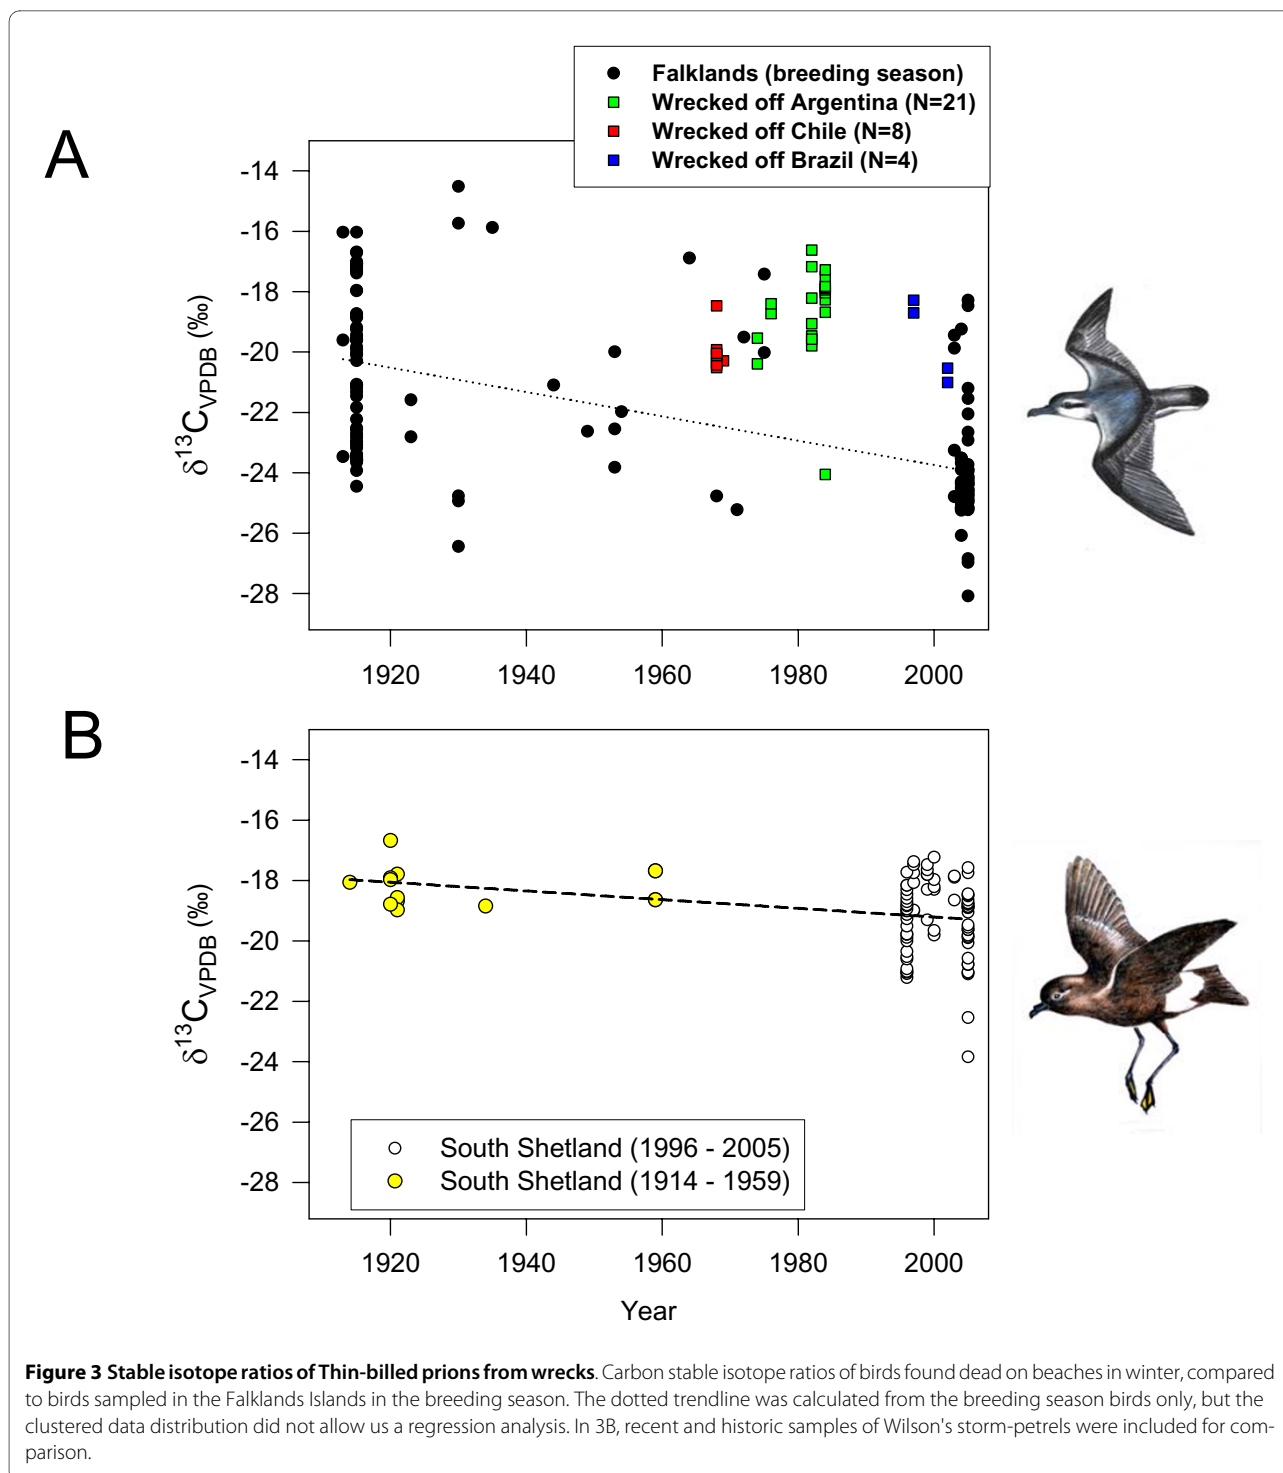 Falklands (breeding season)
Wrecked off Argentina (N=21)
Wrecked off Chile (N=8)
Wrecked off Brazil (N=4)
A
-14
-16
-18
-20
-22
-24
-26
-28
δ¹³C_VPDB (‰)
1920 1940 1960 1980 2000
B
-14
-16
-18
-20
-22
-24
-26
-28
δ¹³C_VPDB (‰)
South Shetland (1996 - 2005)
South Shetland (1914 - 1959)
1920 1940 1960 1980 2000
Year
Figure 3 Stable isotope ratios of Thin-billed prions from wrecks. Carbon stable isotope ratios of birds found dead on beaches in winter, compared
to birds sampled in the Falklands Islands in the breeding season. The dotted trendline was calculated from the breeding season birds only, but the
clustered data distribution did not allow us a regression analysis. In 3B, recent and historic samples of Wilson's storm-petrels were included for com-
parison.